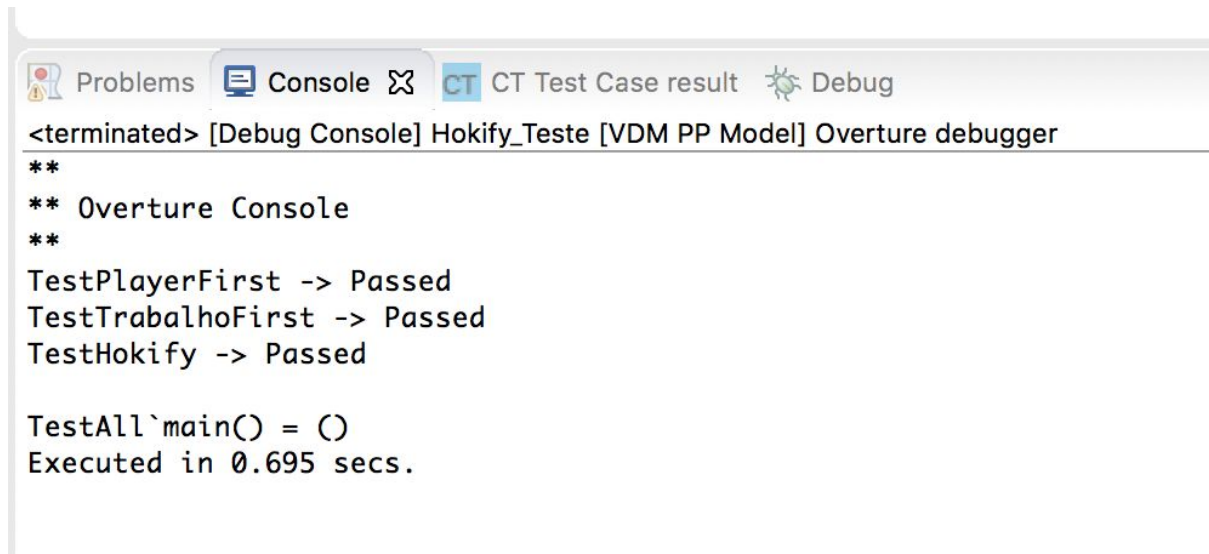 Problems Console CT CT Test Case result Debug
<terminated> [Debug Console] Hokify_Teste [VDM PP Model] Overture debugger
**
** Overture Console
**
TestPlayerFirst -> Passed
TestTrabalhoFirst -> Passed
TestHokify -> Passed
TestAll`main() = ()
Executed in 0.695 secs.